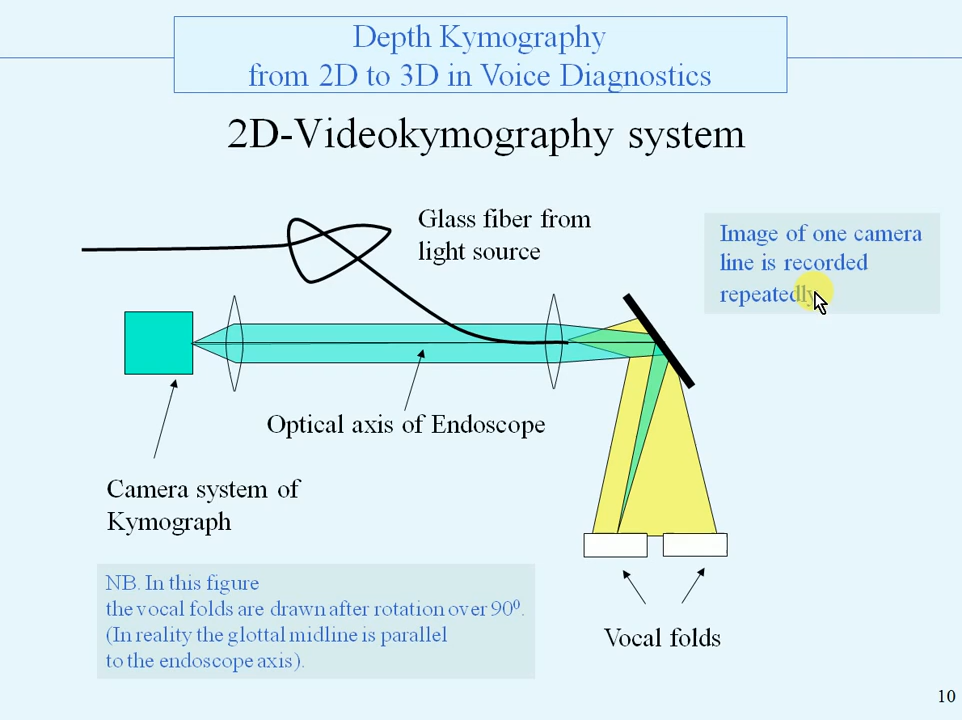 Depth Kymography
from 2D to 3D in Voice Diagnostics
2D-Videokymography system
Glass fiber from
light source
Image of one camera
line is recorded
repeatedly
Optical axis of Endoscope
Camera system of
Kymograph
NB. In this figure
the vocal folds are drawn after rotation over 90⁰.
(In reality the glottal midline is parallel
to the endoscope axis).
Vocal folds
10